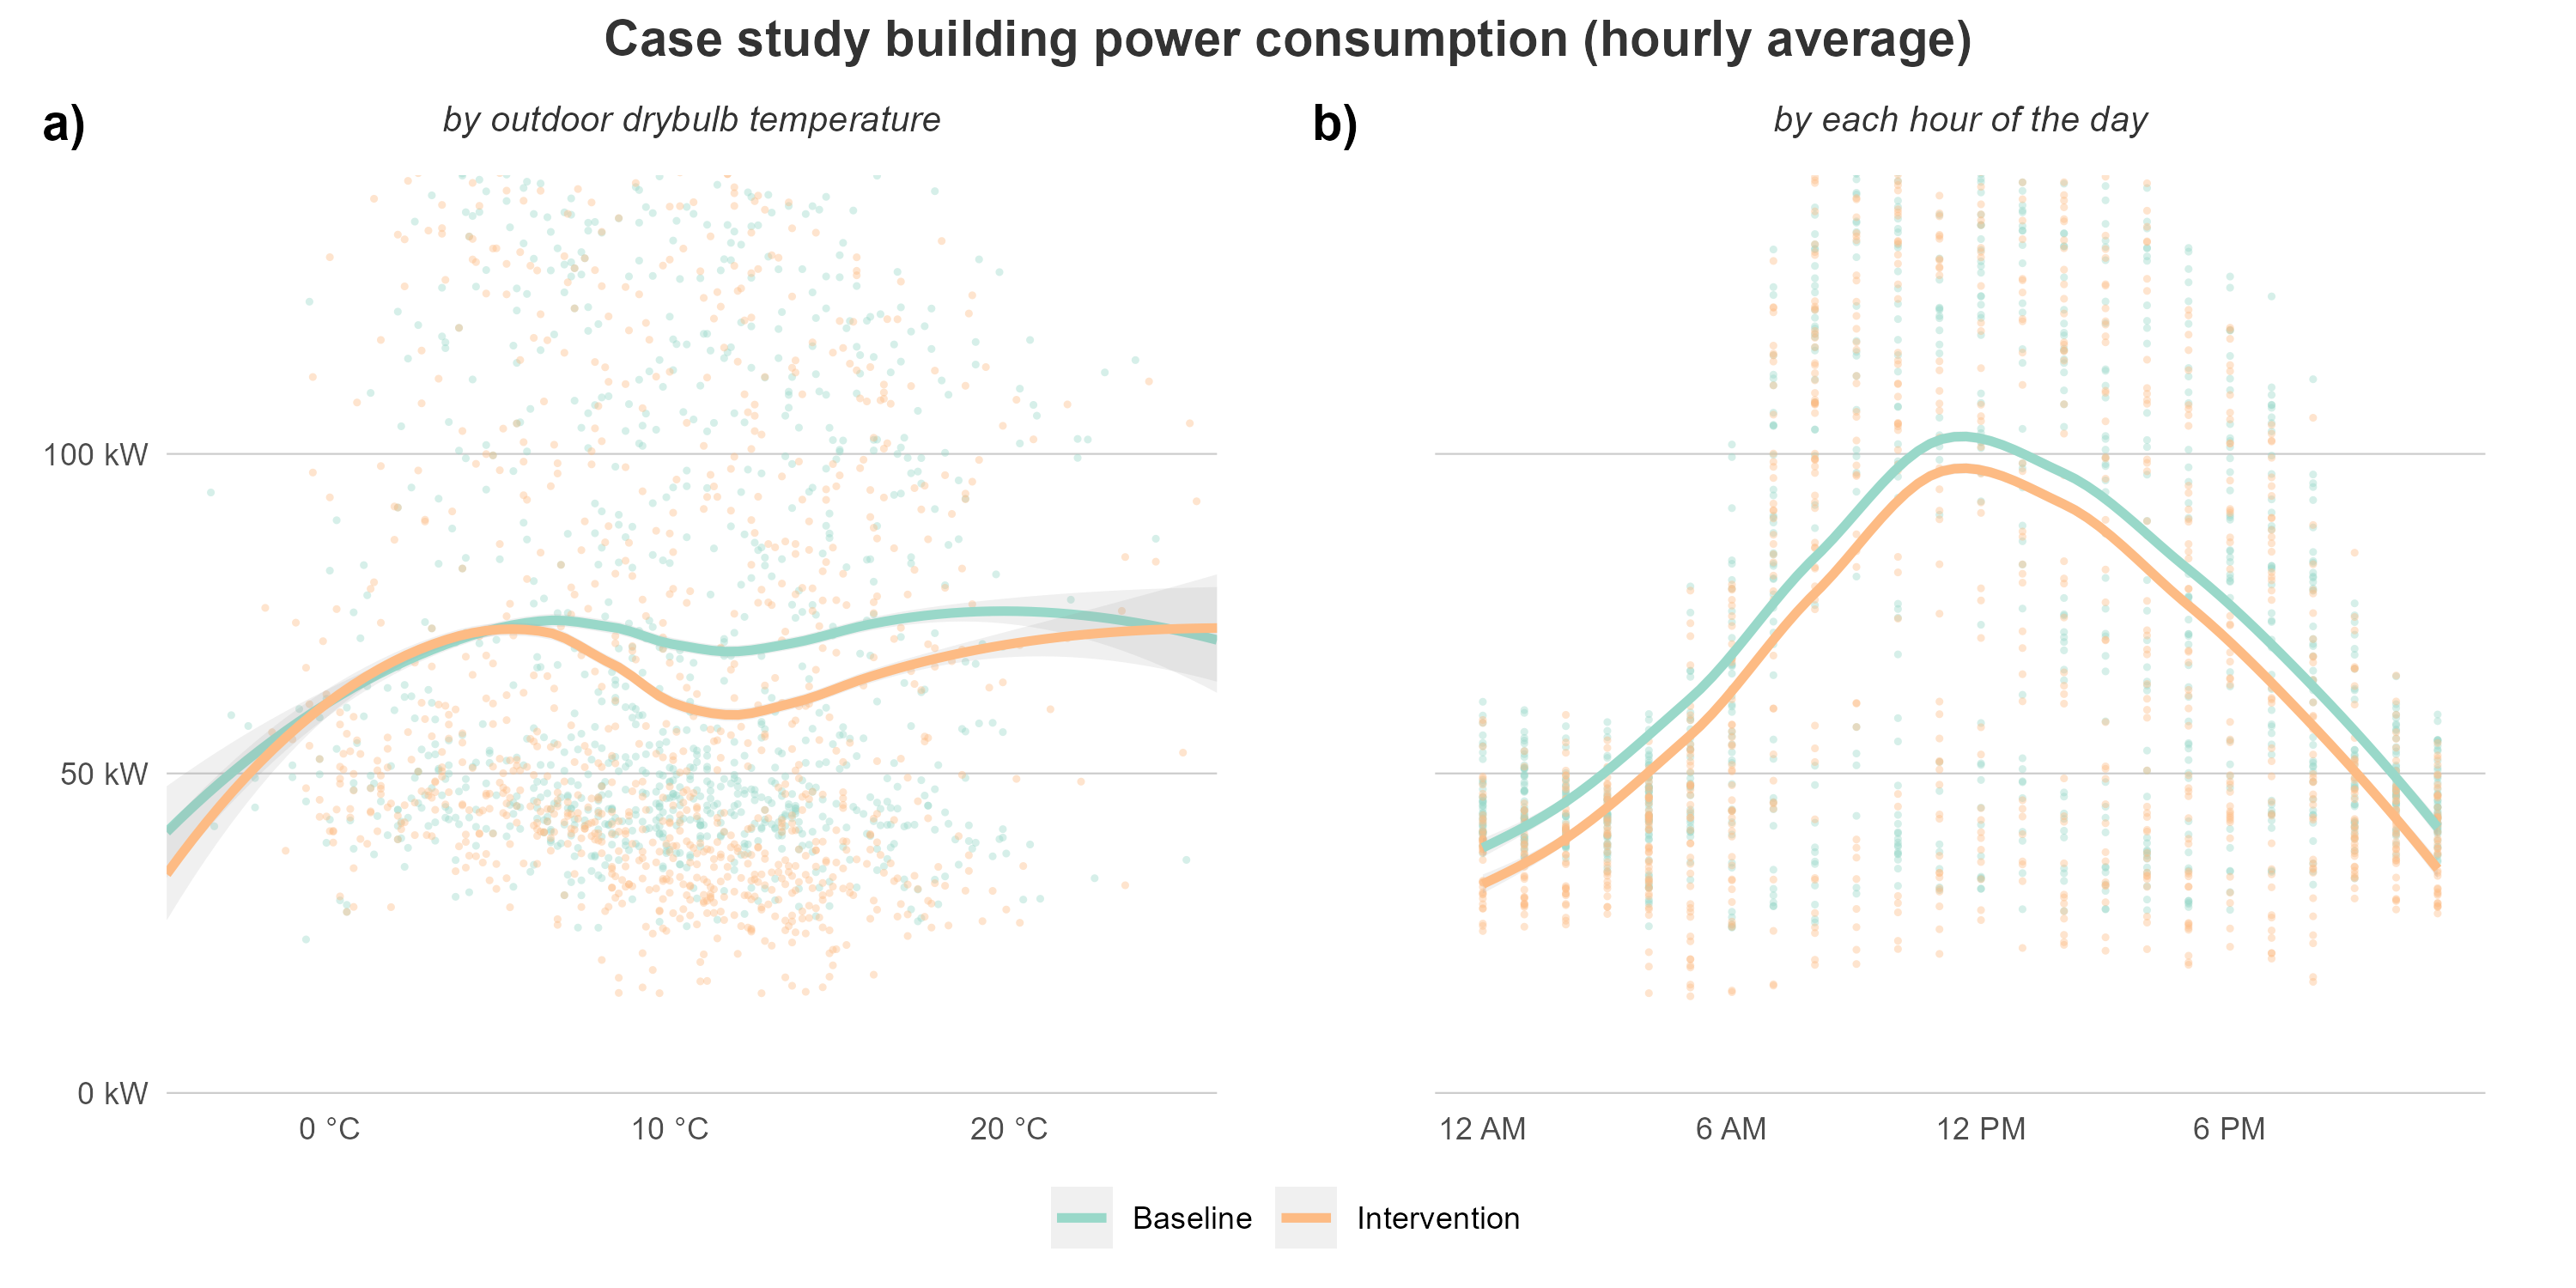 Case study building power consumption (hourly average)
a)
by outdoor drybulb temperature
100 kW
50 kW
0 kW
0 °C
10 °C
20 °C
b)
by each hour of the day
12 AM
6 AM
12 PM
6 PM
Baseline
Intervention